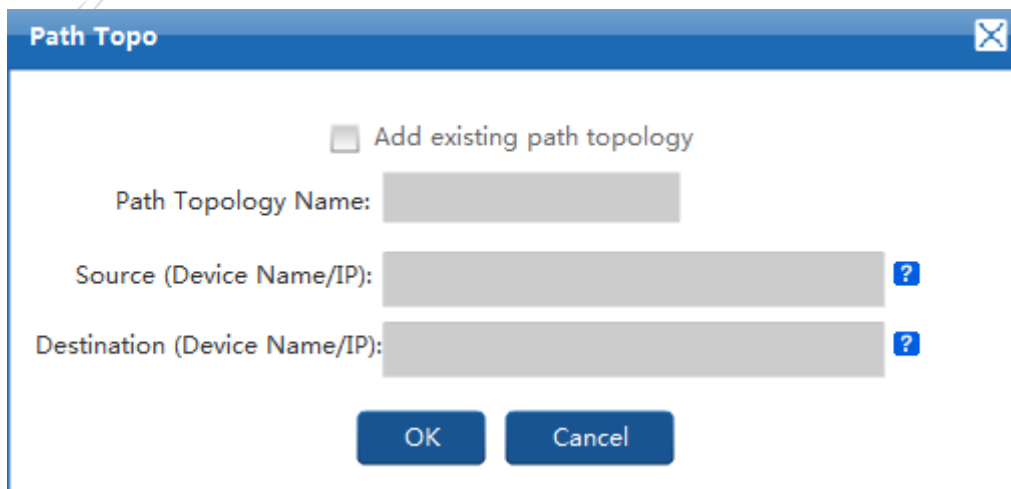 Path Topo
Add existing path topology
Path Topology Name:
Source (Device Name/IP):
?
Destination (Device Name/IP):
?
OK
Cancel